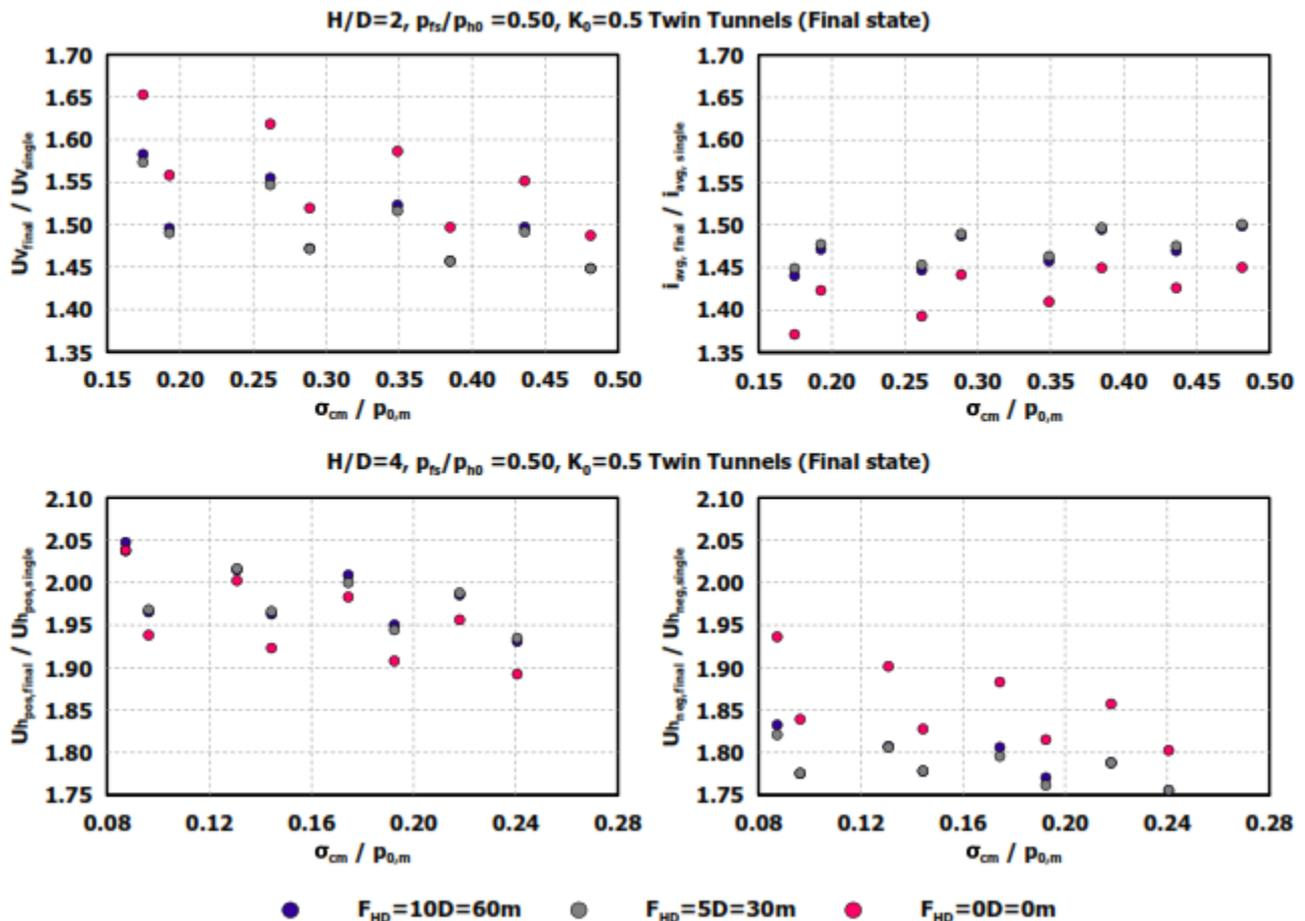 H/D=2, pfs/ph0 =0.50, K0=0.5 Twin Tunnels (Final state)
1.70
1.65
1.60
1.55
1.50
1.45
1.40
1.35
Uvfinal / Uvsingle
0.15 0.20 0.25 0.30 0.35 0.40 0.45 0.50
σcm / p0,m
1.70
1.65
1.60
1.55
1.50
1.45
1.40
1.35
iavg, final / iavg, single
0.15 0.20 0.25 0.30 0.35 0.40 0.45 0.50
σcm / p0,m
H/D=4, pfs/ph0 =0.50, K0=0.5 Twin Tunnels (Final state)
2.10
2.05
2.00
1.95
1.90
1.85
1.80
1.75
Uhpos,final / Uhpos,single
0.08 0.12 0.16 0.20 0.24 0.28
σcm / p0,m
2.10
2.05
2.00
1.95
1.90
1.85
1.80
1.75
Uhneg,final / Uhneg,single
0.08 0.12 0.16 0.20 0.24 0.28
σcm / p0,m
FHD=10D=60m FHD=5D=30m FHD=0D=0m